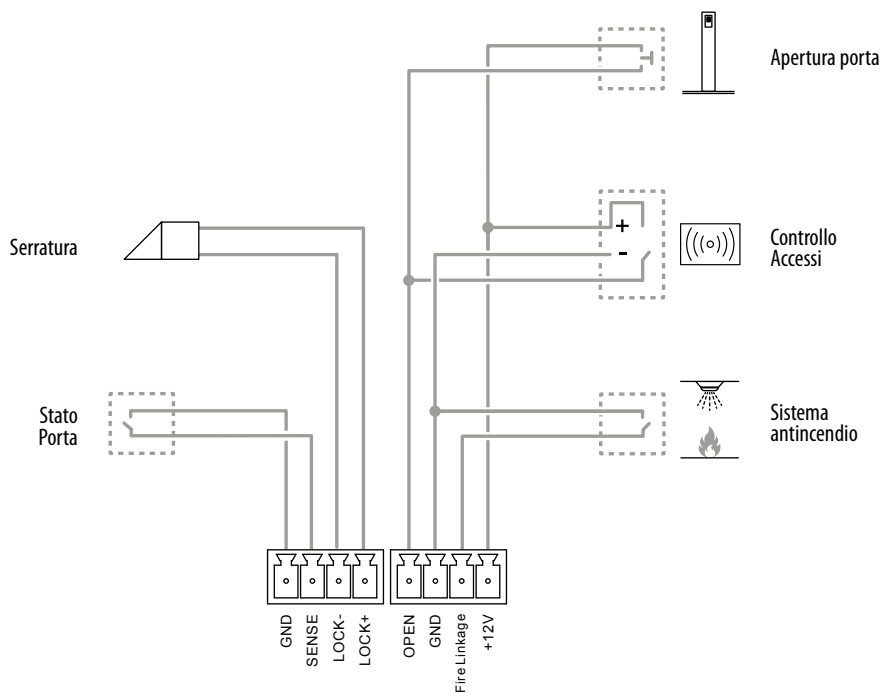 Apertura porta
+
-
Controllo
Accessi
Serratura
Stato
Porta
Sistema
antincendio
GND
SENSE
LOCK-
LOCK+
OPEN
GND
Fire Linkage
+12V